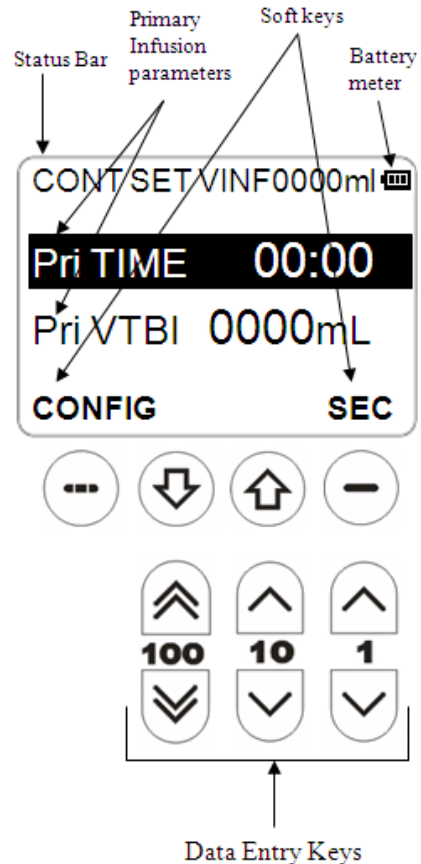 Status Bar
Primary
Infusion
parameters
Soft keys
Battery
meter
CONT SET VINF0000ml
Pri TIME 00:00
Pri VTBI 0000mL
CONFIG SEC
100 10 1
Data Entry Keys